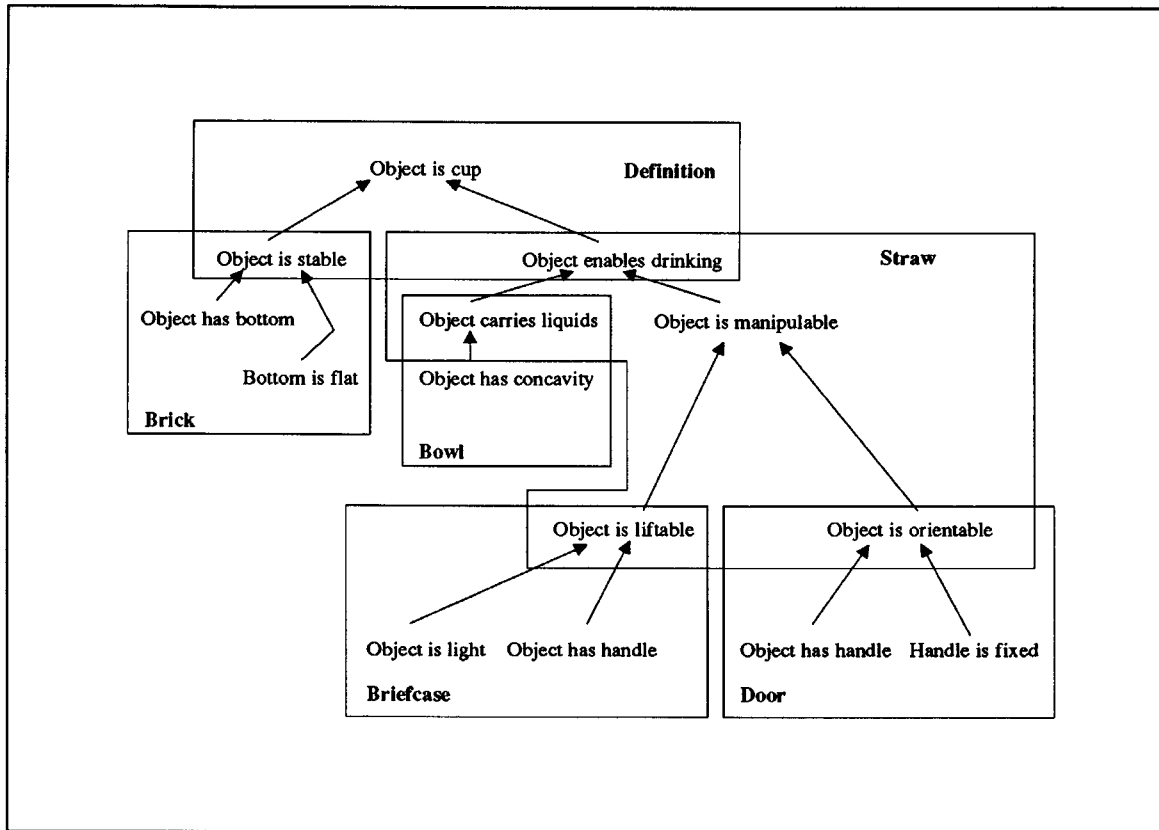 Object is cup
Definition
Object is stable
Object enables drinking
Straw
Object has bottom
Object carries liquids
Object is manipulable
Bottom is flat
Object has concavity
Brick
Bowl
Object is liftable
Object is orientable
Object is light
Object has handle
Object has handle
Handle is fixed
Briefcase
Door